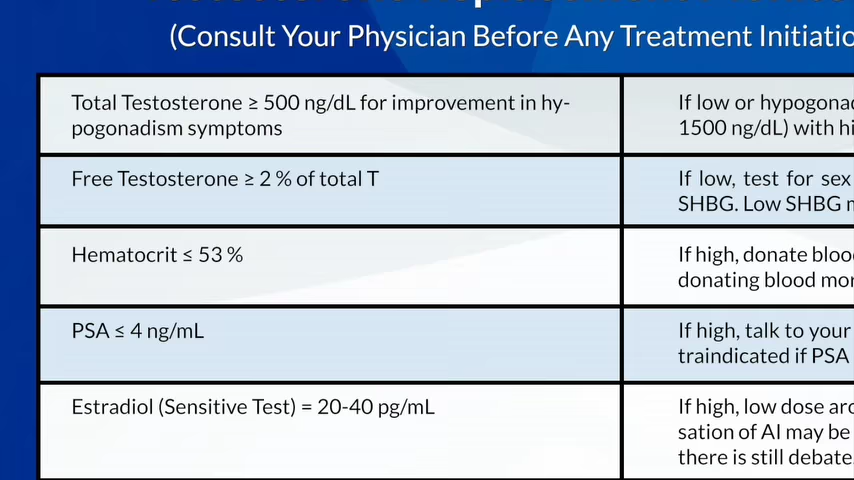 (Consult Your Physician Before Any Treatment Initiatio
Total Testosterone ≥ 500 ng/dL for improvement in hy-
pogonadism symptoms
If low or hypogonad
1500 ng/dL) with hi
Free Testosterone ≥ 2 % of total T
If low, test for sex
SHBG. Low SHBG m
Hematocrit ≤ 53 %
If high, donate bloo
donating blood mor
PSA ≤ 4 ng/mL
If high, talk to your
traindicated if PSA
Estradiol (Sensitive Test) = 20-40 pg/mL
If high, low dose aro
sation of AI may be
there is still debate